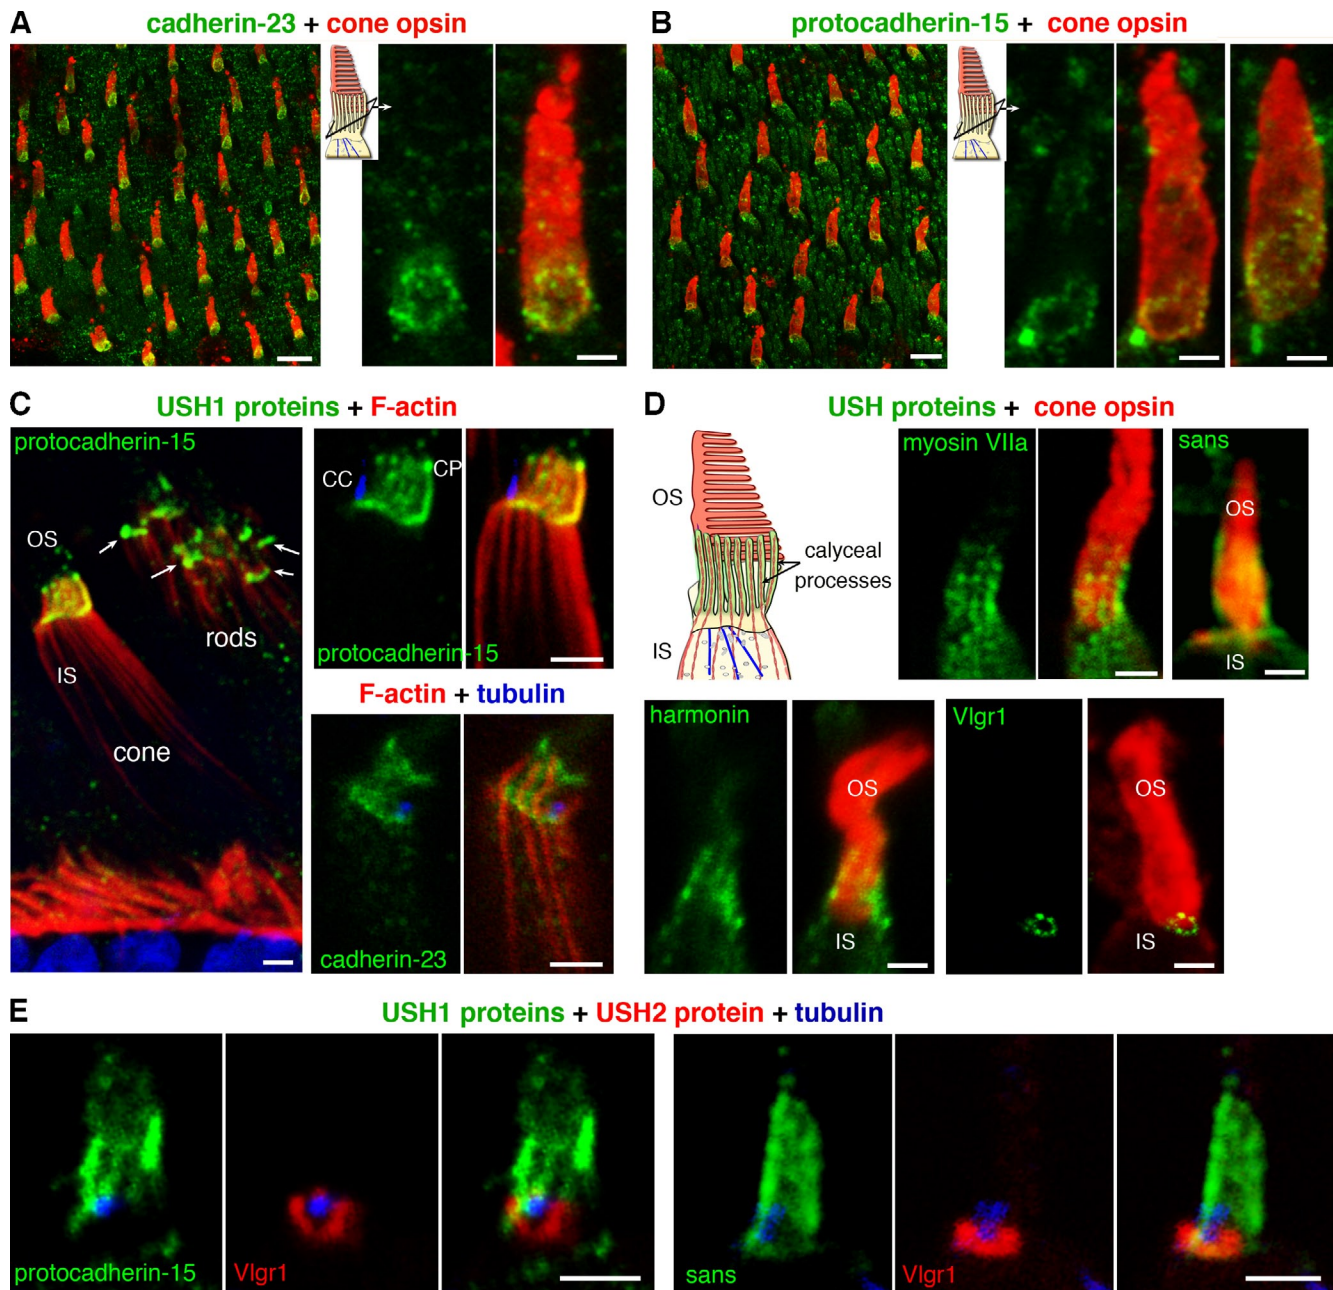 A
cadherin-23 + cone opsin
B
protocadherin-15 + cone opsin
C
USH1 proteins + F-actin
protocadherin-15
OS
rods
IS
cone
CC
CP
protocadherin-15
F-actin + tubulin
cadherin-23
D
USH proteins + cone opsin
OS
calyceal
processes
IS
myosin VIIa
sans
OS
IS
harmonin
OS
IS
Vlgr1
OS
IS
E
USH1 proteins + USH2 protein + tubulin
protocadherin-15
Vlgr1
sans
Vlgr1